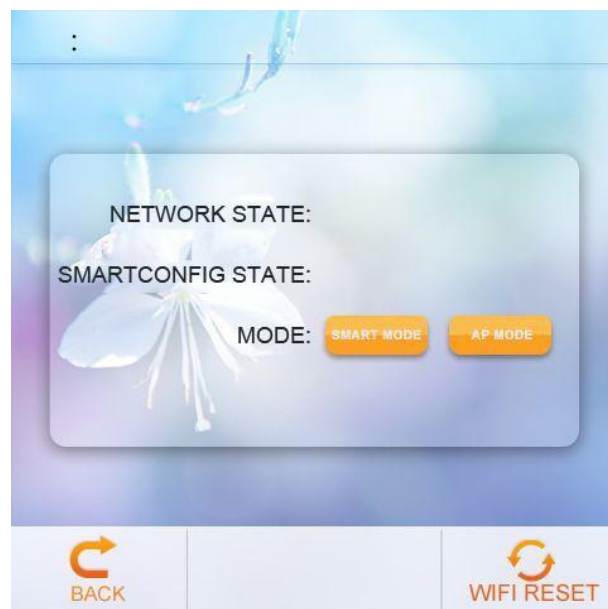 :
NETWORK STATE:
SMARTCONFIG STATE:
MODE: SMART MODE AP MODE
BACK WIFI RESET